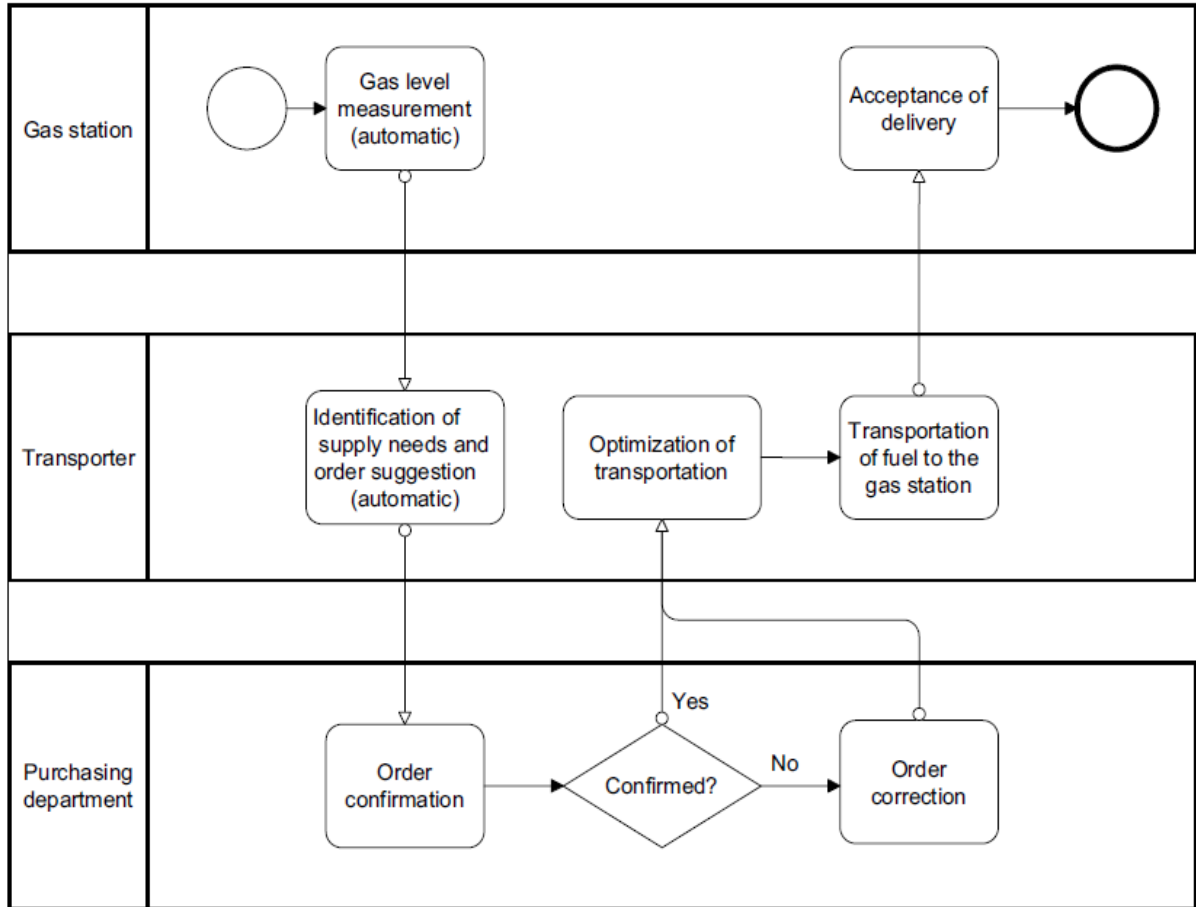 Gas station
Gas level
measurement
(automatic)
Acceptance of
delivery
Transporter
Identification of
supply needs and
order suggestion
(automatic)
Optimization of
transportation
Transportation
of fuel to the
gas station
Purchasing
department
Order
confirmation
Confirmed?
Yes
No
Order
correction